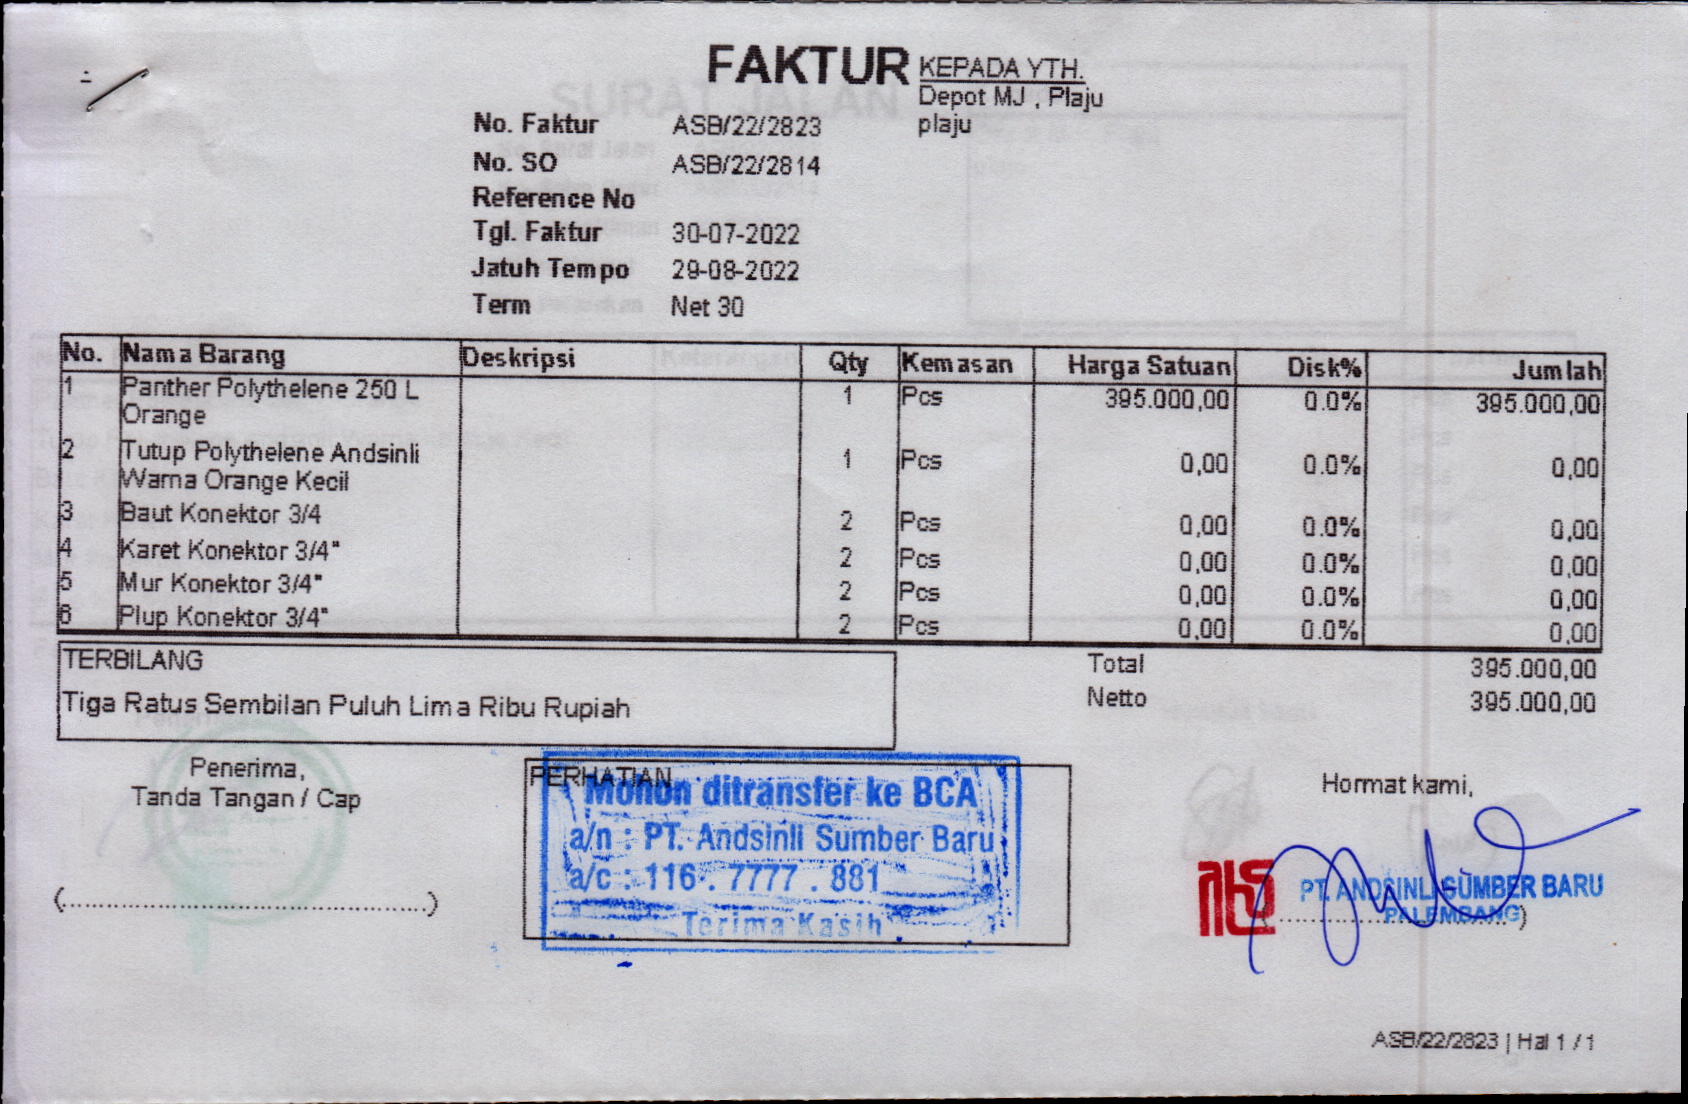 FAKTUR
KEPADA YTH.
Depot MJ , Plaju
plaju
No. Faktur ASB/22/2823
No. SO ASB/22/2814
Reference No
Tgl. Faktur 30-07-2022
Jatuh Tempo 29-08-2022
Term Net 30
No. Nama Barang Deskripsi Qty Kemasan Harga Satuan Disk% Jumlah
1 Panther Polythelene 250 L 1 Pcs 395.000,00 0.0% 395.000,00
Orange
2 Tutup Polythelene Andsinli 1 Pcs 0,00 0.0% 0,00
Warna Orange Kecil
3 Baut Konektor 3/4 2 Pcs 0,00 0.0% 0,00
4 Karet Konektor 3/4" 2 Pcs 0,00 0.0% 0,00
5 Mur Konektor 3/4" 2 Pcs 0,00 0.0% 0,00
6 Plup Konektor 3/4" 2 Pcs 0,00 0.0% 0,00
TERBILANG
Tiga Ratus Sembilan Puluh Lima Ribu Rupiah
Total 395.000,00
Netto 395.000,00
Penerima,
Tanda Tangan / Cap
(................................................)
PERHATIAN
Mohon ditransfer ke BCA
a/n : PT. Andsinli Sumber Baru
a/c : 116 . 7777 . 881
Terima Kasih
Hormat kami,
PT. ANDSINLI SUMBER BARU
PALEMBANG
ASB/22/2823 | Hal 1 / 1